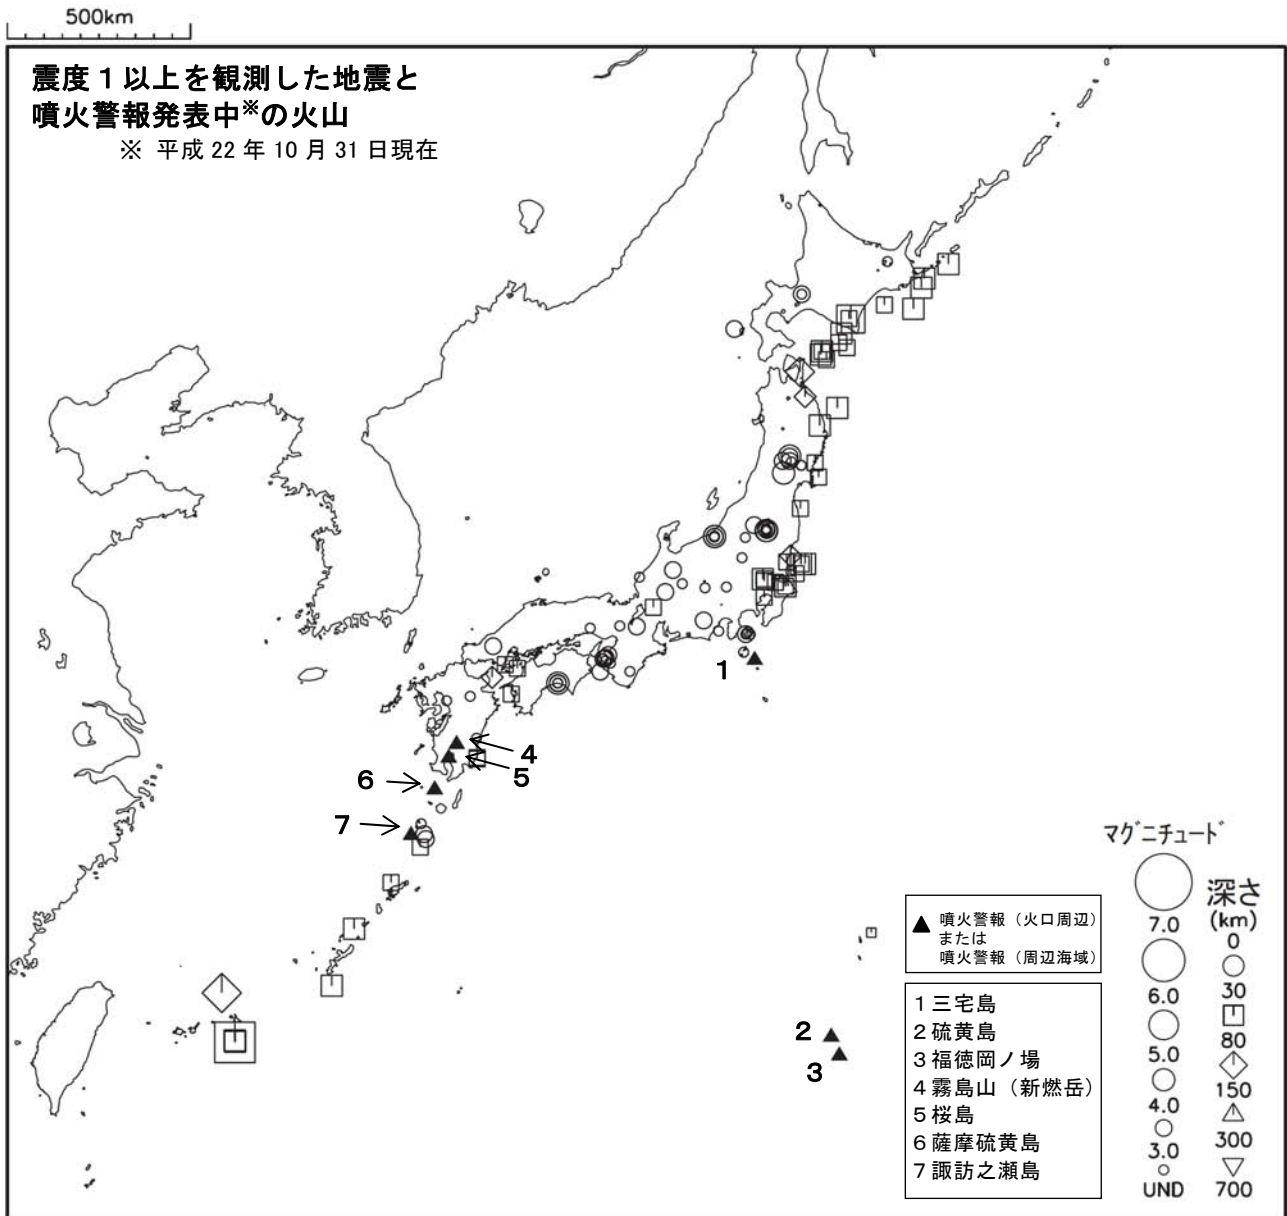 500km
震度１以上を観測した地震と
噴火警報発表中※の火山
※ 平成 22 年 10 月 31 日現在
1
4
5
6
7
2
3
▲ 噴火警報（火口周辺）
または
噴火警報（周辺海域）
1 三宅島
2 硫黄島
3 福徳岡ノ場
4 霧島山（新燃岳）
5 桜島
6 薩摩硫黄島
7 諏訪之瀬島
マグニチュード
7.0
6.0
5.0
4.0
3.0
UND
深さ
(km)
0
30
80
150
300
700